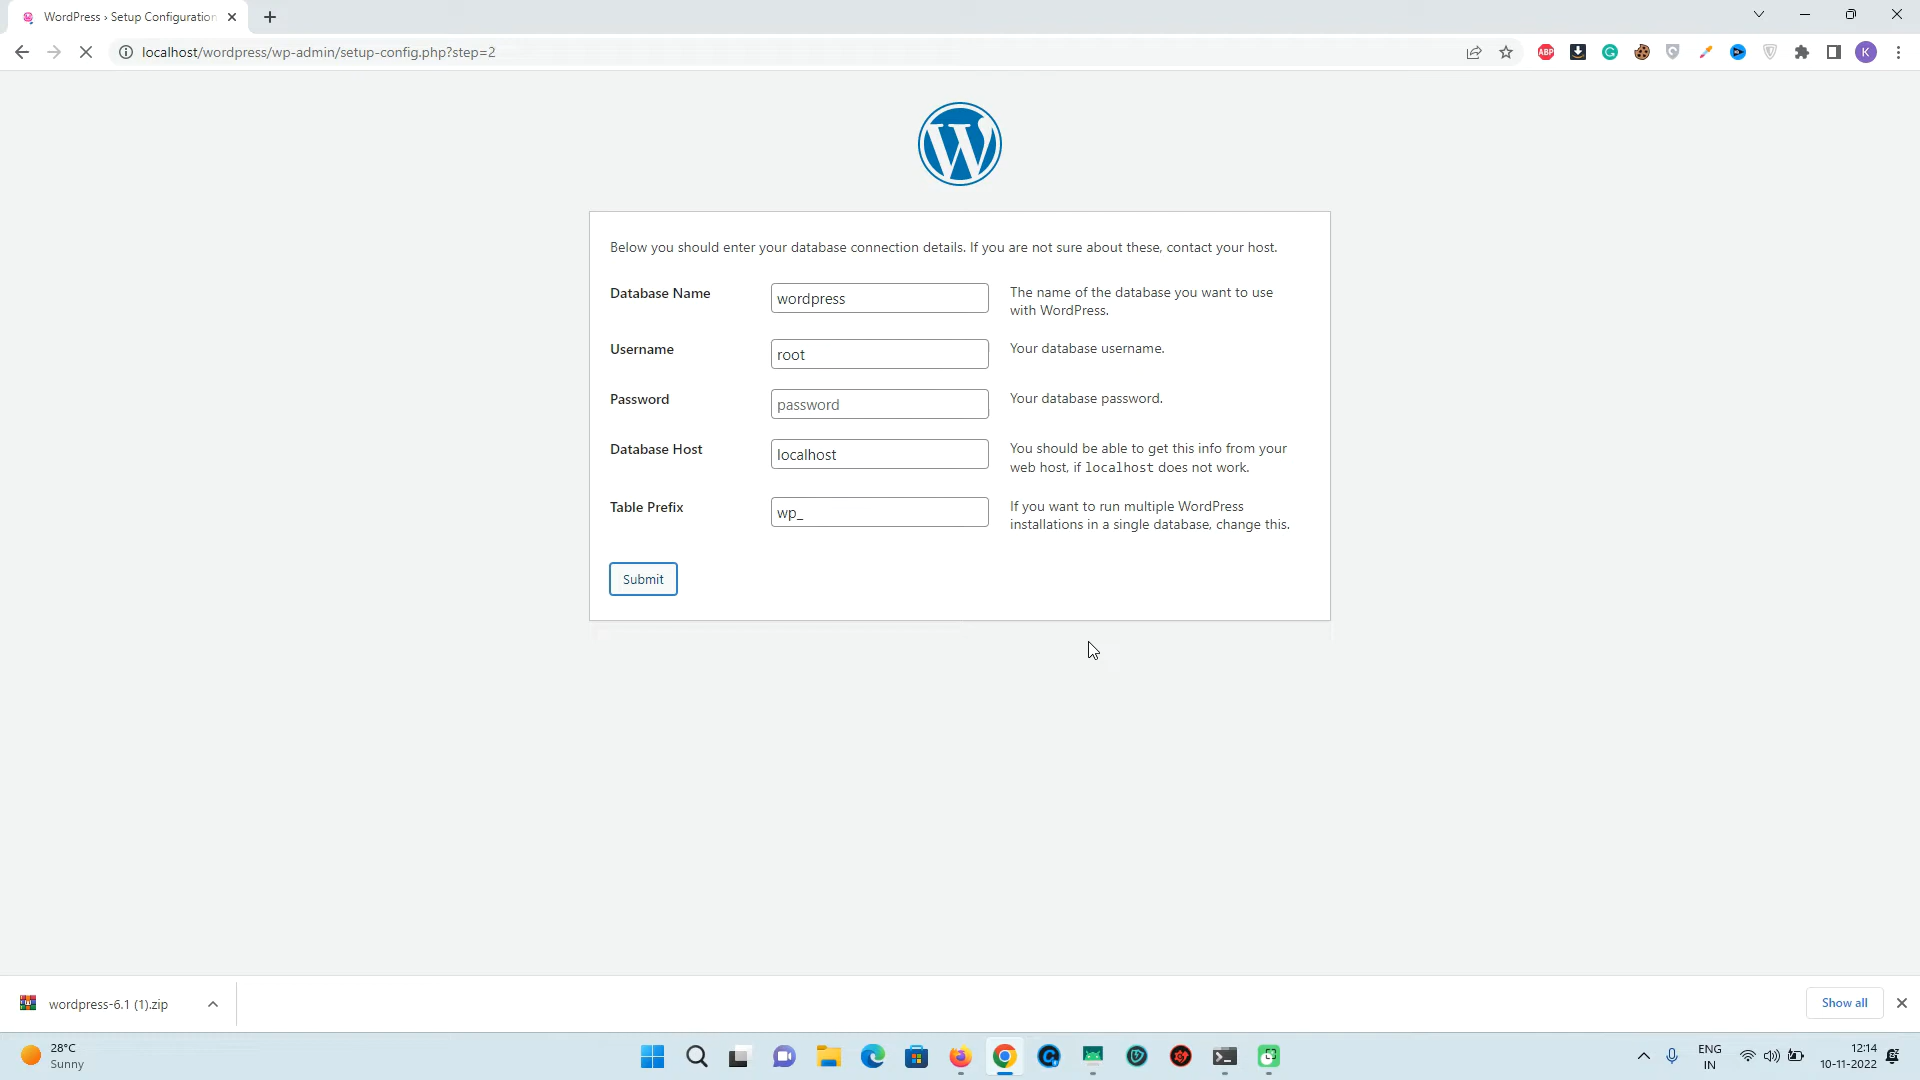 WordPress › Setup Configuration
localhost/wordpress/wp-admin/setup-config.php?step=2
ABP
K
Below you should enter your database connection details. If you are not sure about these, contact your host.
Database Name
wordpress
The name of the database you want to use
with WordPress.
Username
root
Your database username.
Password
password
Your database password.
Database Host
localhost
You should be able to get this info from your
web host, if localhost does not work.
Table Prefix
wp_
If you want to run multiple WordPress
installations in a single database, change this.
Submit
wordpress-6.1 (1).zip
Show all
28°C
Sunny
ENG
IN
12:14
10-11-2022